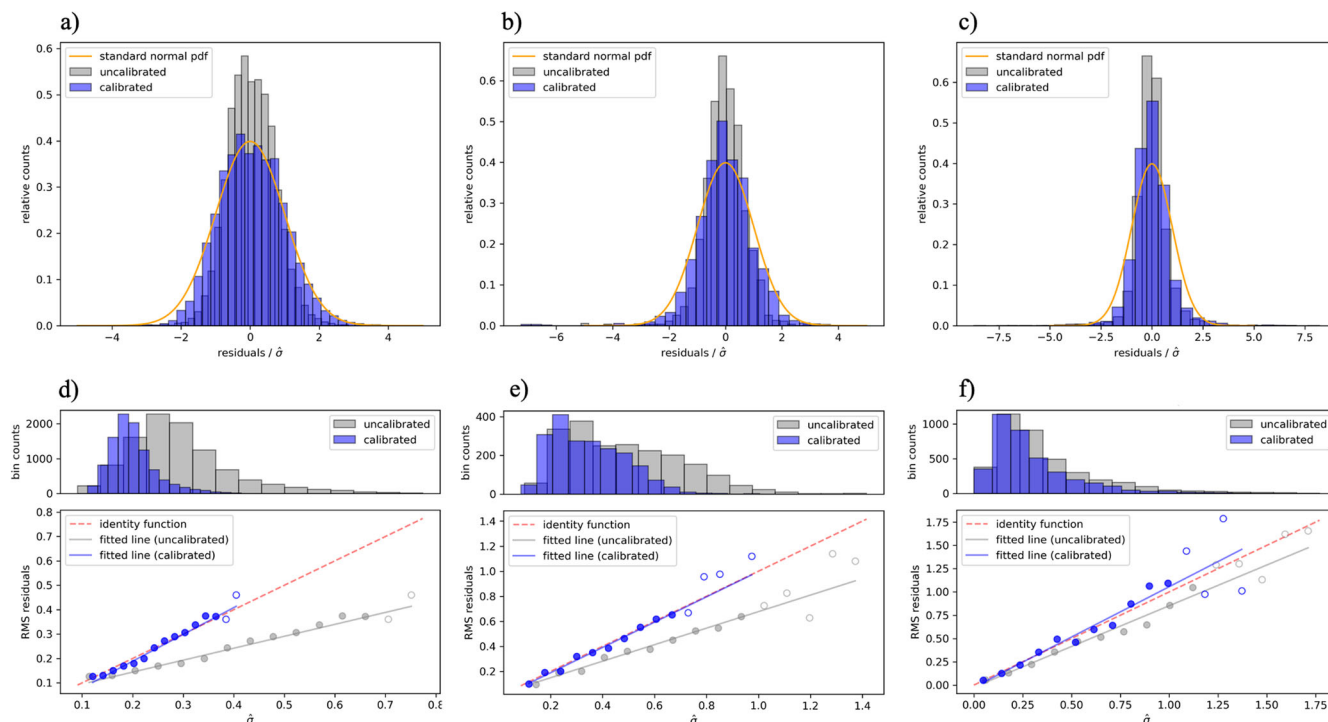 a)
b)
c)
standard normal pdf
uncalibrated
calibrated
relative counts
0.6
0.5
0.4
0.3
0.2
0.1
0.0
−4
−2
0
2
4
residuals / σ̂
standard normal pdf
uncalibrated
calibrated
relative counts
0.6
0.5
0.4
0.3
0.2
0.1
0.0
−6
−4
−2
0
2
4
residuals / σ̂
standard normal pdf
uncalibrated
calibrated
relative counts
0.6
0.5
0.4
0.3
0.2
0.1
0.0
−7.5
−5.0
−2.5
0.0
2.5
5.0
7.5
residuals / σ̂
d)
e)
f)
uncalibrated
calibrated
bin counts
2000
1000
0
uncalibrated
calibrated
bin counts
400
200
0
uncalibrated
calibrated
bin counts
1000
500
0
identity function
fitted line (uncalibrated)
fitted line (calibrated)
RMS residuals
0.8
0.7
0.6
0.5
0.4
0.3
0.2
0.1
0.1
0.2
0.3
0.4
0.5
0.6
0.7
0.8
σ̂
identity function
fitted line (uncalibrated)
fitted line (calibrated)
RMS residuals
1.4
1.2
1.0
0.8
0.6
0.4
0.2
0.0
0.2
0.4
0.6
0.8
1.0
1.2
1.4
σ̂
identity function
fitted line (uncalibrated)
fitted line (calibrated)
RMS residuals
1.75
1.50
1.25
1.00
0.75
0.50
0.25
0.00
0.00
0.25
0.50
0.75
1.00
1.25
1.50
1.75
σ̂